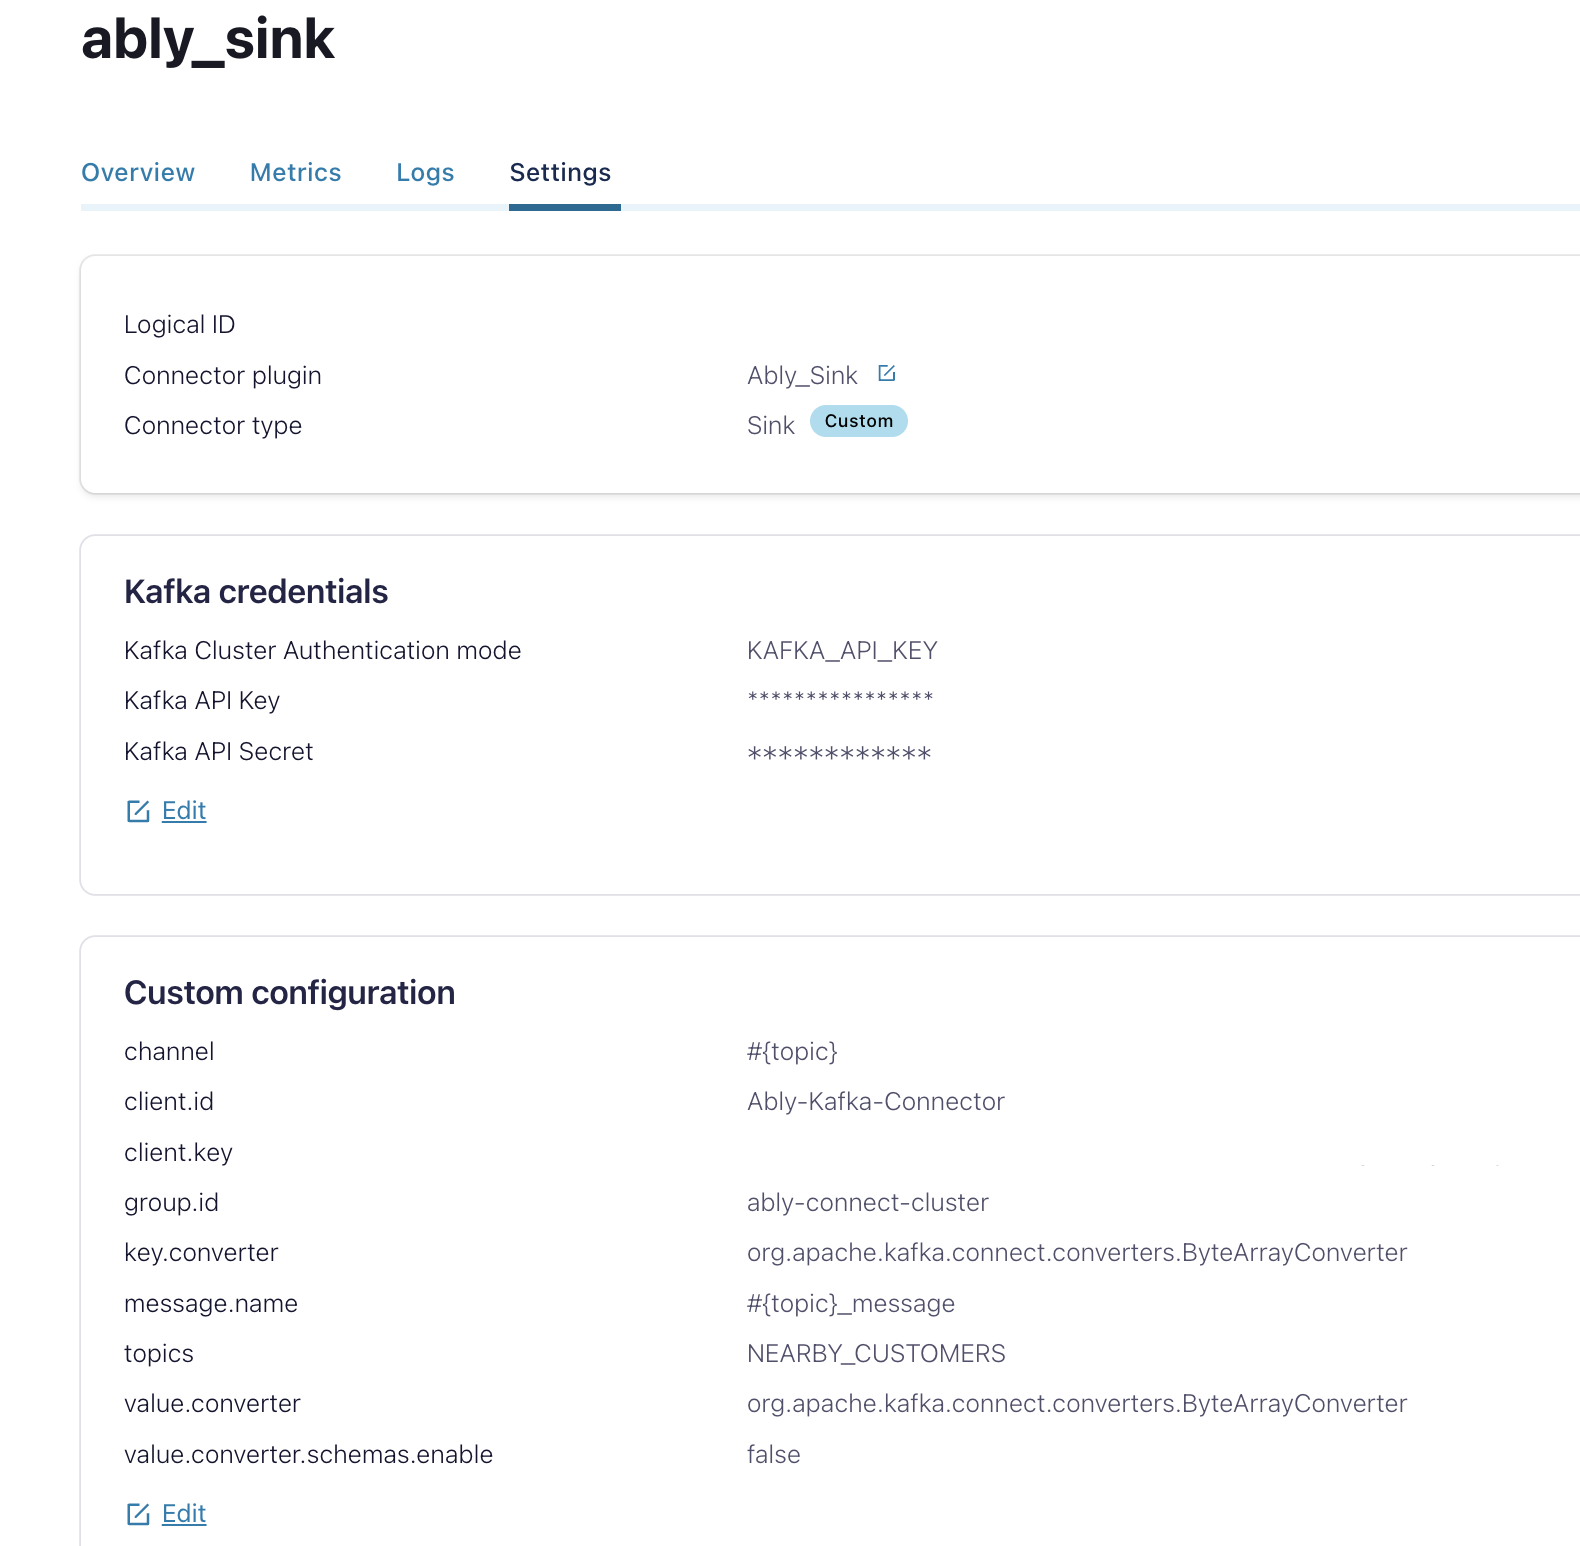 ably_sink
Overview Metrics Logs Settings
Logical ID
Connector plugin Ably_Sink
Connector type Sink Custom
Kafka credentials
Kafka Cluster Authentication mode KAFKA_API_KEY
Kafka API Key ****************
Kafka API Secret ************
Edit
Custom configuration
channel #{topic}
client.id Ably-Kafka-Connector
client.key
group.id ably-connect-cluster
key.converter org.apache.kafka.connect.converters.ByteArrayConverter
message.name #{topic}_message
topics NEARBY_CUSTOMERS
value.converter org.apache.kafka.connect.converters.ByteArrayConverter
value.converter.schemas.enable false
Edit